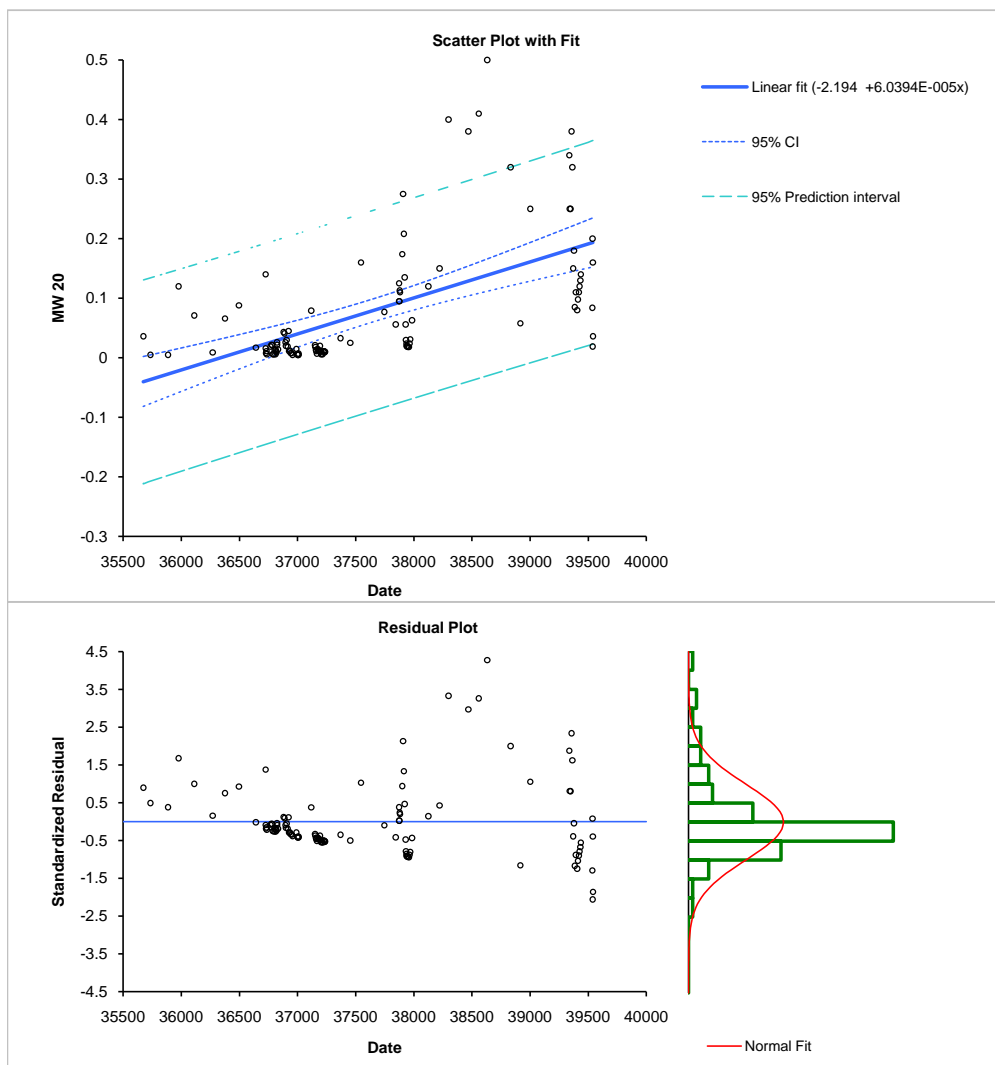 Scatter Plot with Fit
0.5
0.4
0.3
0.2
0.1
0
-0.1
-0.2
-0.3
MW 20
35500 36000 36500 37000 37500 38000 38500 39000 39500 40000
Date
Linear fit (-2.194 +6.0394E-005x)
95% CI
95% Prediction interval
Residual Plot
4.5
3.5
2.5
1.5
0.5
-0.5
-1.5
-2.5
-3.5
-4.5
Standardized Residual
35500 36000 36500 37000 37500 38000 38500 39000 39500 40000
Date
Normal Fit